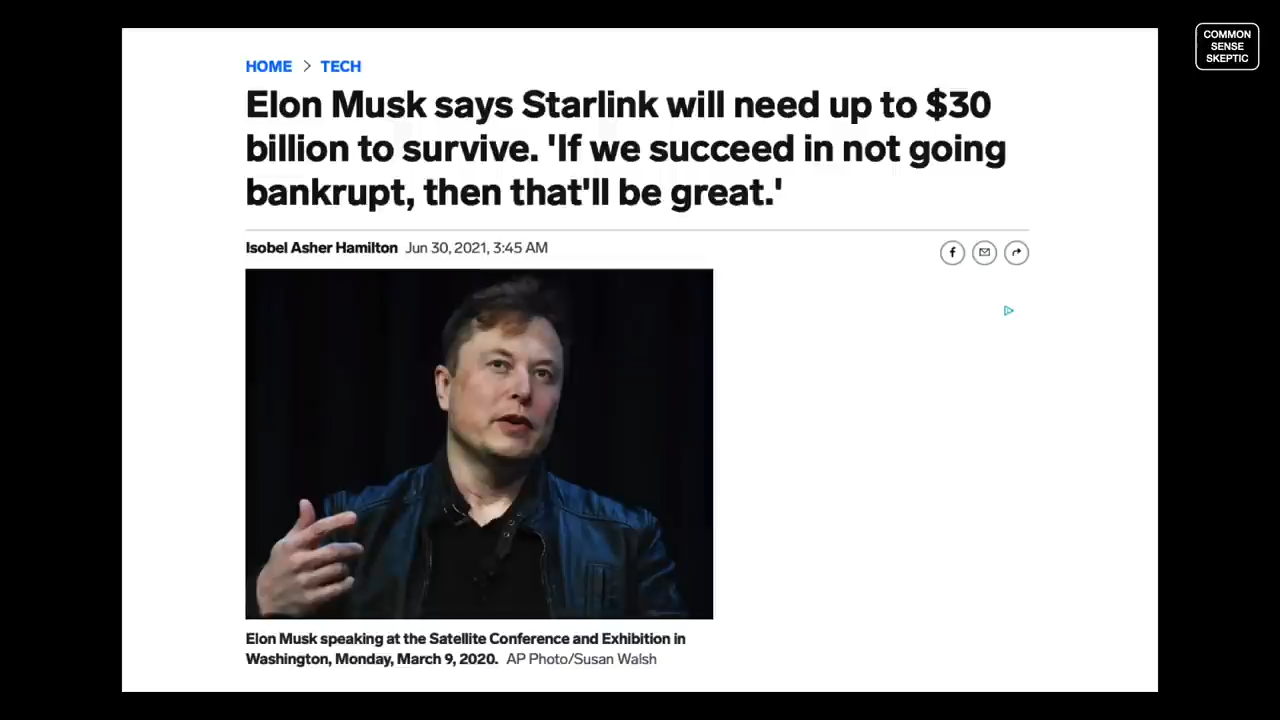 COMMON
SENSE
SKEPTIC
HOME > TECH
Elon Musk says Starlink will need up to $30
billion to survive. 'If we succeed in not going
bankrupt, then that'll be great.'
Isobel Asher Hamilton Jun 30, 2021, 3:45 AM
Elon Musk speaking at the Satellite Conference and Exhibition in
Washington, Monday, March 9, 2020. AP Photo/Susan Walsh